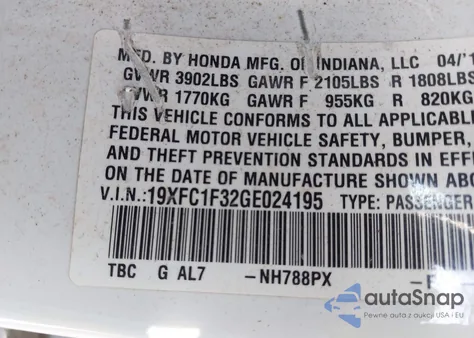 MFD. BY HONDA MFG. OF INDIANA, LLC 04/1
GVWR 3902LBS GAWR F 2105LBS R 1808LBS
GVWR 1770KG GAWR F 955KG R 820KG
THIS VEHICLE CONFORMS TO ALL APPLICABLE
FEDERAL MOTOR VEHICLE SAFETY, BUMPER,
AND THEFT PREVENTION STANDARDS IN EFFE
ON THE DATE OF MANUFACTURE SHOWN ABO
V.I.N.: 19XFC1F32GE024195 TYPE: PASSENGER
TBC G AL7 -NH788PX
autoSnap
Pewne auta z aukcji USA i EU